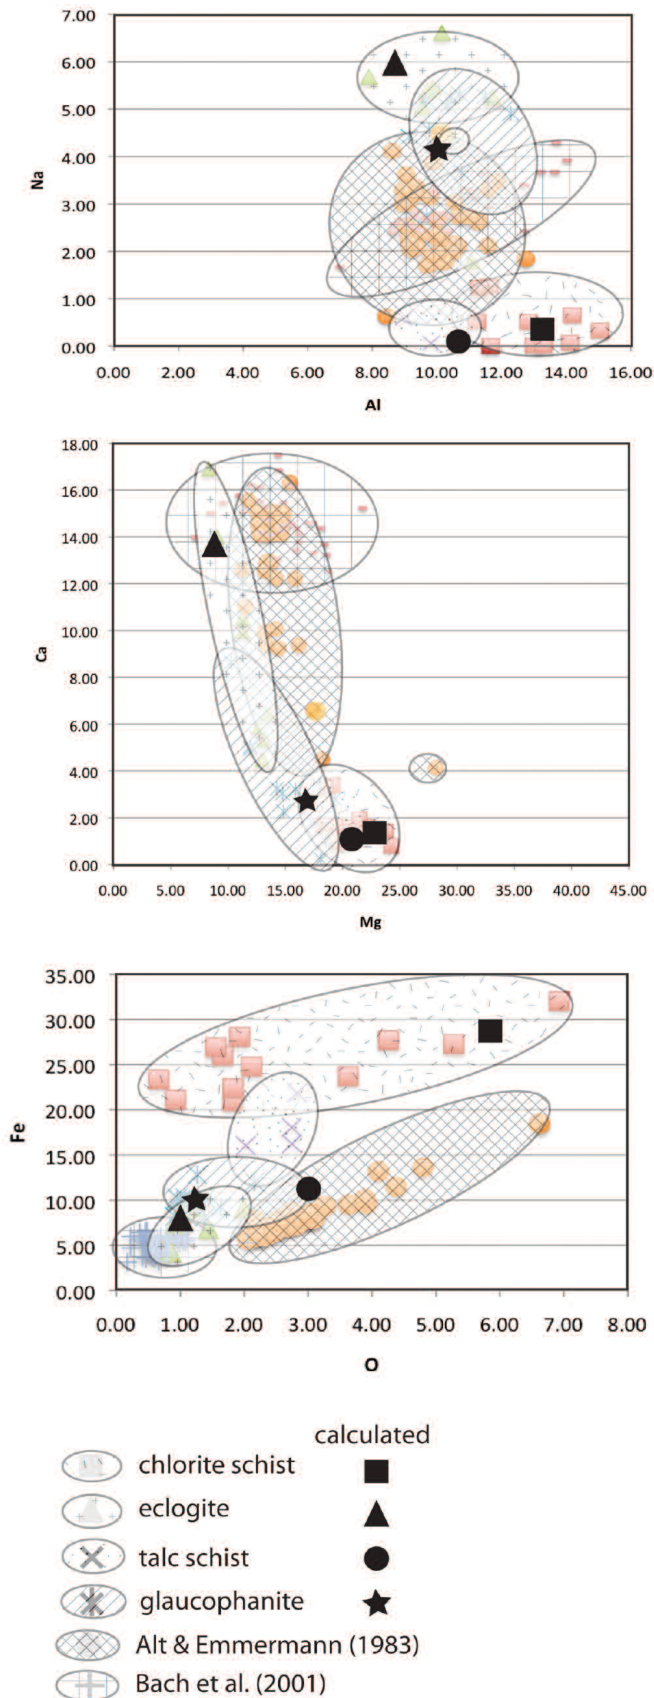 7.00
6.00
5.00
4.00
3.00
2.00
1.00
0.00
Na
0.00 2.00 4.00 6.00 8.00 10.00 12.00 14.00 16.00
Al
18.00
16.00
14.00
12.00
10.00
8.00
6.00
4.00
2.00
0.00
Ca
0.00 5.00 10.00 15.00 20.00 25.00 30.00 35.00 40.00 45.00
Mg
35.00
30.00
25.00
20.00
15.00
10.00
5.00
0.00
Fe
0.00 1.00 2.00 3.00 4.00 5.00 6.00 7.00 8.00
O
calculated
chlorite schist
eclogite
talc schist
glaucophanite
Alt & Emmermann (1983)
Bach et al. (2001)